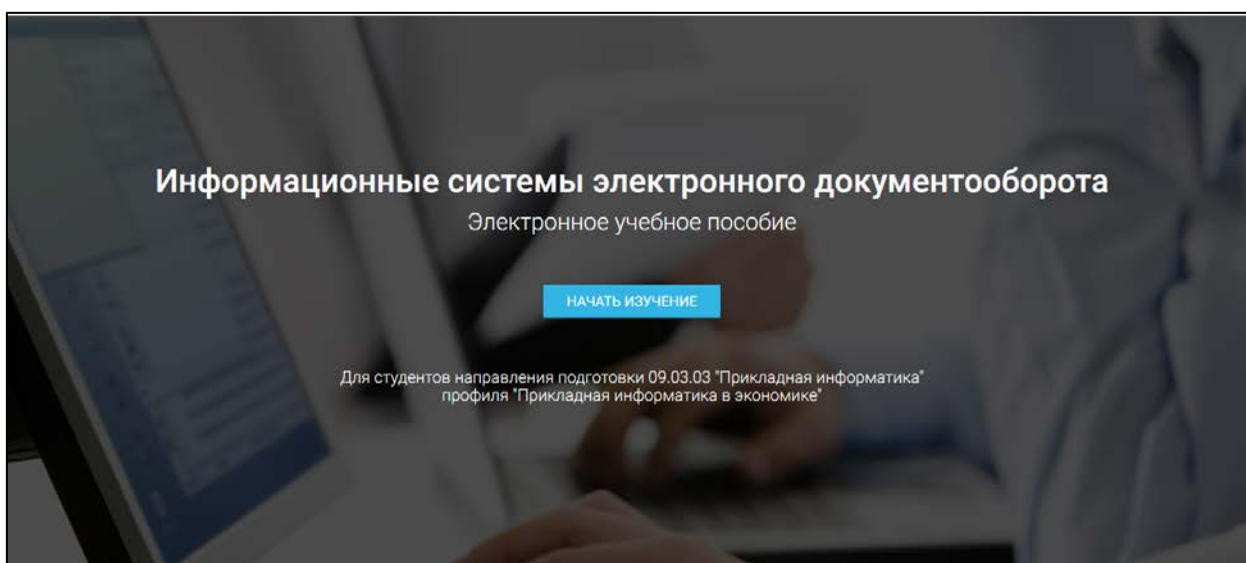 Информационные системы электронного документооборота
Электронное учебное пособие
НАЧАТЬ ИЗУЧЕНИЕ
Для студентов направления подготовки 09.03.03 "Прикладная информатика"
профиля "Прикладная информатика в экономике"